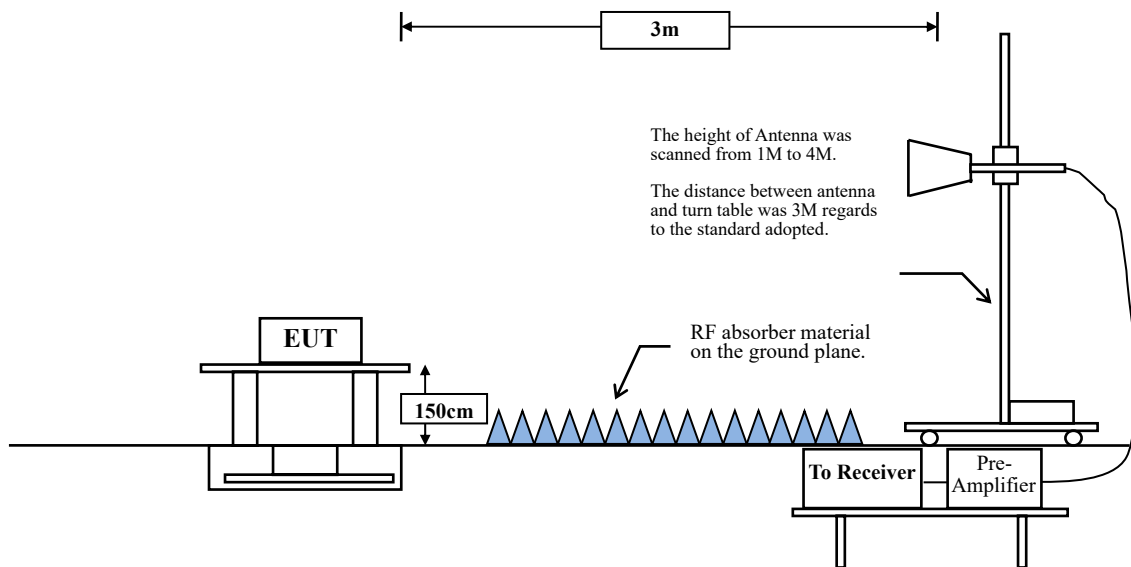 3m
The height of Antenna was
scanned from 1M to 4M.
The distance between antenna
and turn table was 3M regards
to the standard adopted.
EUT
RF absorber material
on the ground plane.
150cm
To Receiver
Pre-
Amplifier